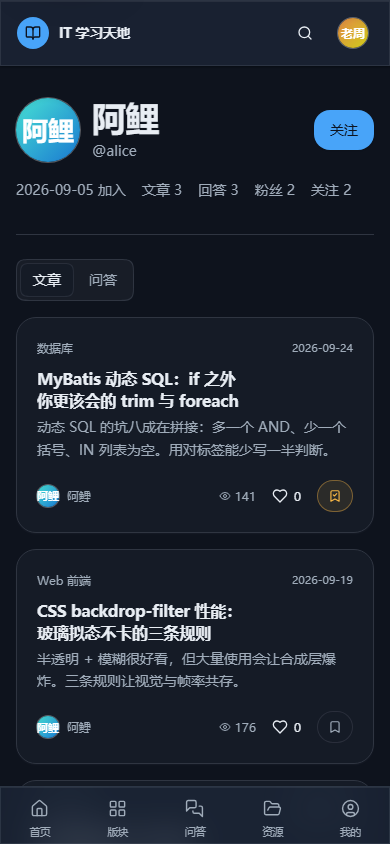 IT 学习天地
老周
阿鲤
阿鲤
@alice
关注
2026-09-05 加入 文章 3 回答 3 粉丝 2 关注 2
文章 问答
数据库 2026-09-24
MyBatis 动态 SQL：if 之外
你更该会的 trim 与 foreach
动态 SQL 的坑八成在拼接：多一个 AND、少一个
括号、IN 列表为空。用对标签能少写一半判断。
阿鲤 阿鲤 141 0
Web 前端 2026-09-19
CSS backdrop-filter 性能：
玻璃拟态不卡的三条规则
半透明 + 模糊很好看，但大量使用会让合成层爆
炸。三条规则让视觉与帧率共存。
阿鲤 阿鲤 176 0
首页 版块 问答 资源 我的